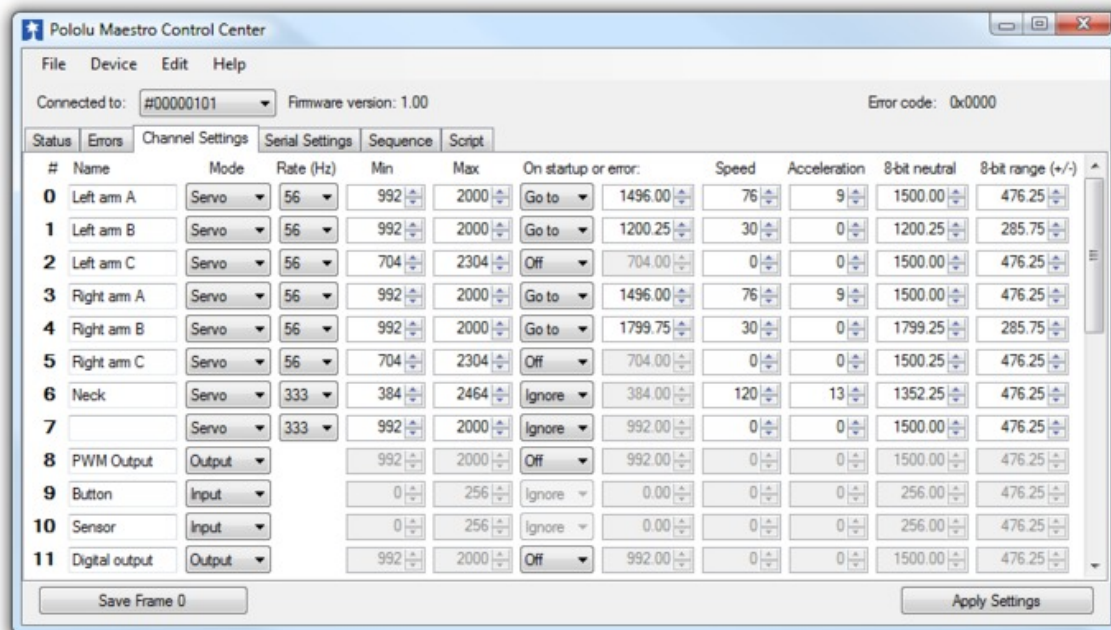 Pololu Maestro Control Center
File Device Edit Help
Connected to: #00000101 Firmware version: 1.00 Error code: 0x0000
Status Errors Channel Settings Serial Settings Sequence Script
# Name Mode Rate (Hz) Min Max On startup or error: Speed Acceleration 8-bit neutral 8-bit range (+/-)
0 Left arm A Servo 56 992 2000 Go to 1496.00 76 9 1500.00 476.25
1 Left arm B Servo 56 992 2000 Go to 1200.25 30 0 1200.25 285.75
2 Left arm C Servo 56 704 2304 Off 704.00 0 0 1500.00 476.25
3 Right arm A Servo 56 992 2000 Go to 1496.00 76 9 1500.00 476.25
4 Right arm B Servo 56 992 2000 Go to 1799.75 30 0 1799.25 285.75
5 Right arm C Servo 56 704 2304 Off 704.00 0 0 1500.25 476.25
6 Neck Servo 333 384 2464 Ignore 384.00 120 13 1352.25 476.25
7 Servo 333 992 2000 Ignore 992.00 0 0 1500.00 476.25
8 PWM Output Output 992 2000 Off 992.00 0 0 1500.00 476.25
9 Button Input 0 256 Ignore 0.00 0 0 256.00 476.25
10 Sensor Input 0 256 Ignore 0.00 0 0 256.00 476.25
11 Digital output Output 992 2000 Off 992.00 0 0 1500.00 476.25
Save Frame 0 Apply Settings